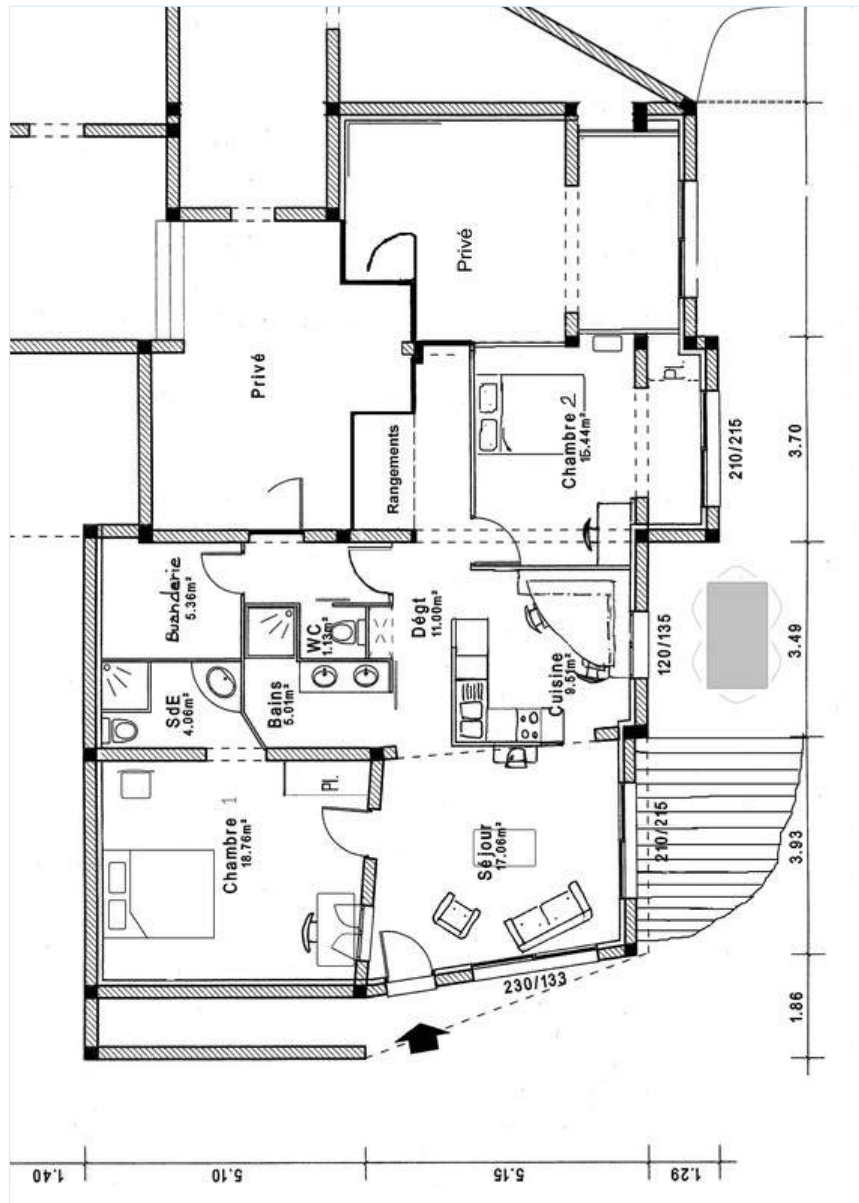 Privé
Privé
Rangements
Chambre 2
15.44m²
Pl.
210/215
3.70
Buanderie
5.36m²
WC
1.13m²
Dégt
11.00m²
Cuisine
9.51m²
120/135
3.49
SdE
4.06m²
Bains
5.01m²
Pl.
Chambre 1
18.76m²
Séjour
17.06m²
210/215
3.93
230/133
1.86
1.40
5.10
5.15
1.29